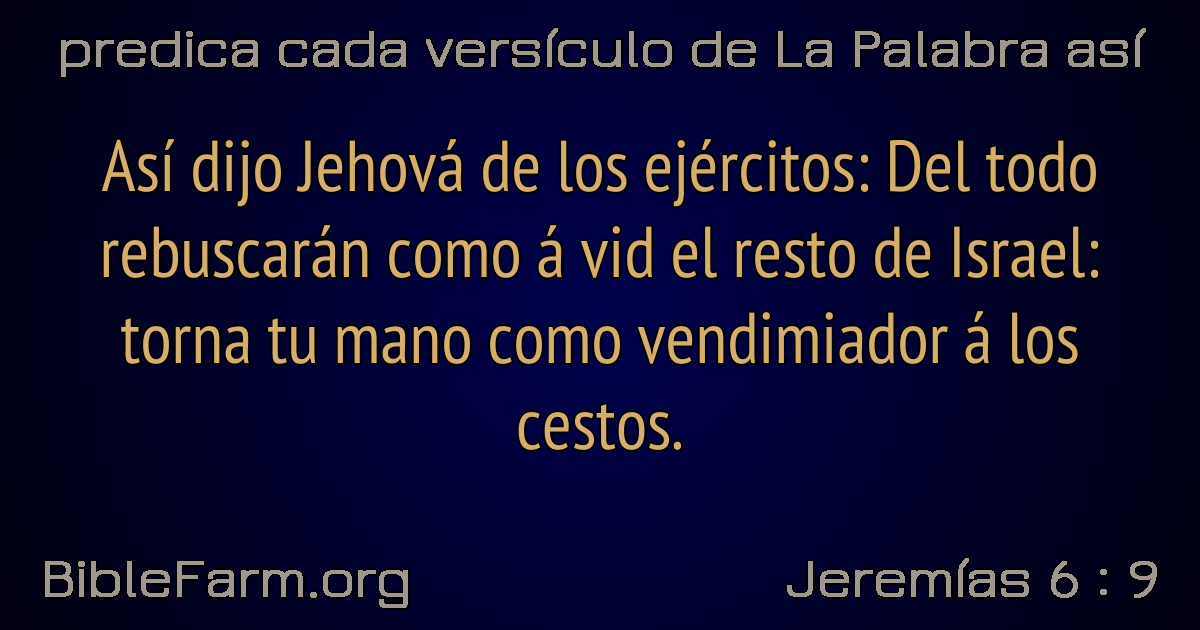 predica cada versículo de La Palabra así
Así dijo Jehová de los ejércitos: Del todo
rebuscarán como á vid el resto de Israel:
torna tu mano como vendimiador á los
cestos.
BibleFarm.org
Jeremías 6 : 9